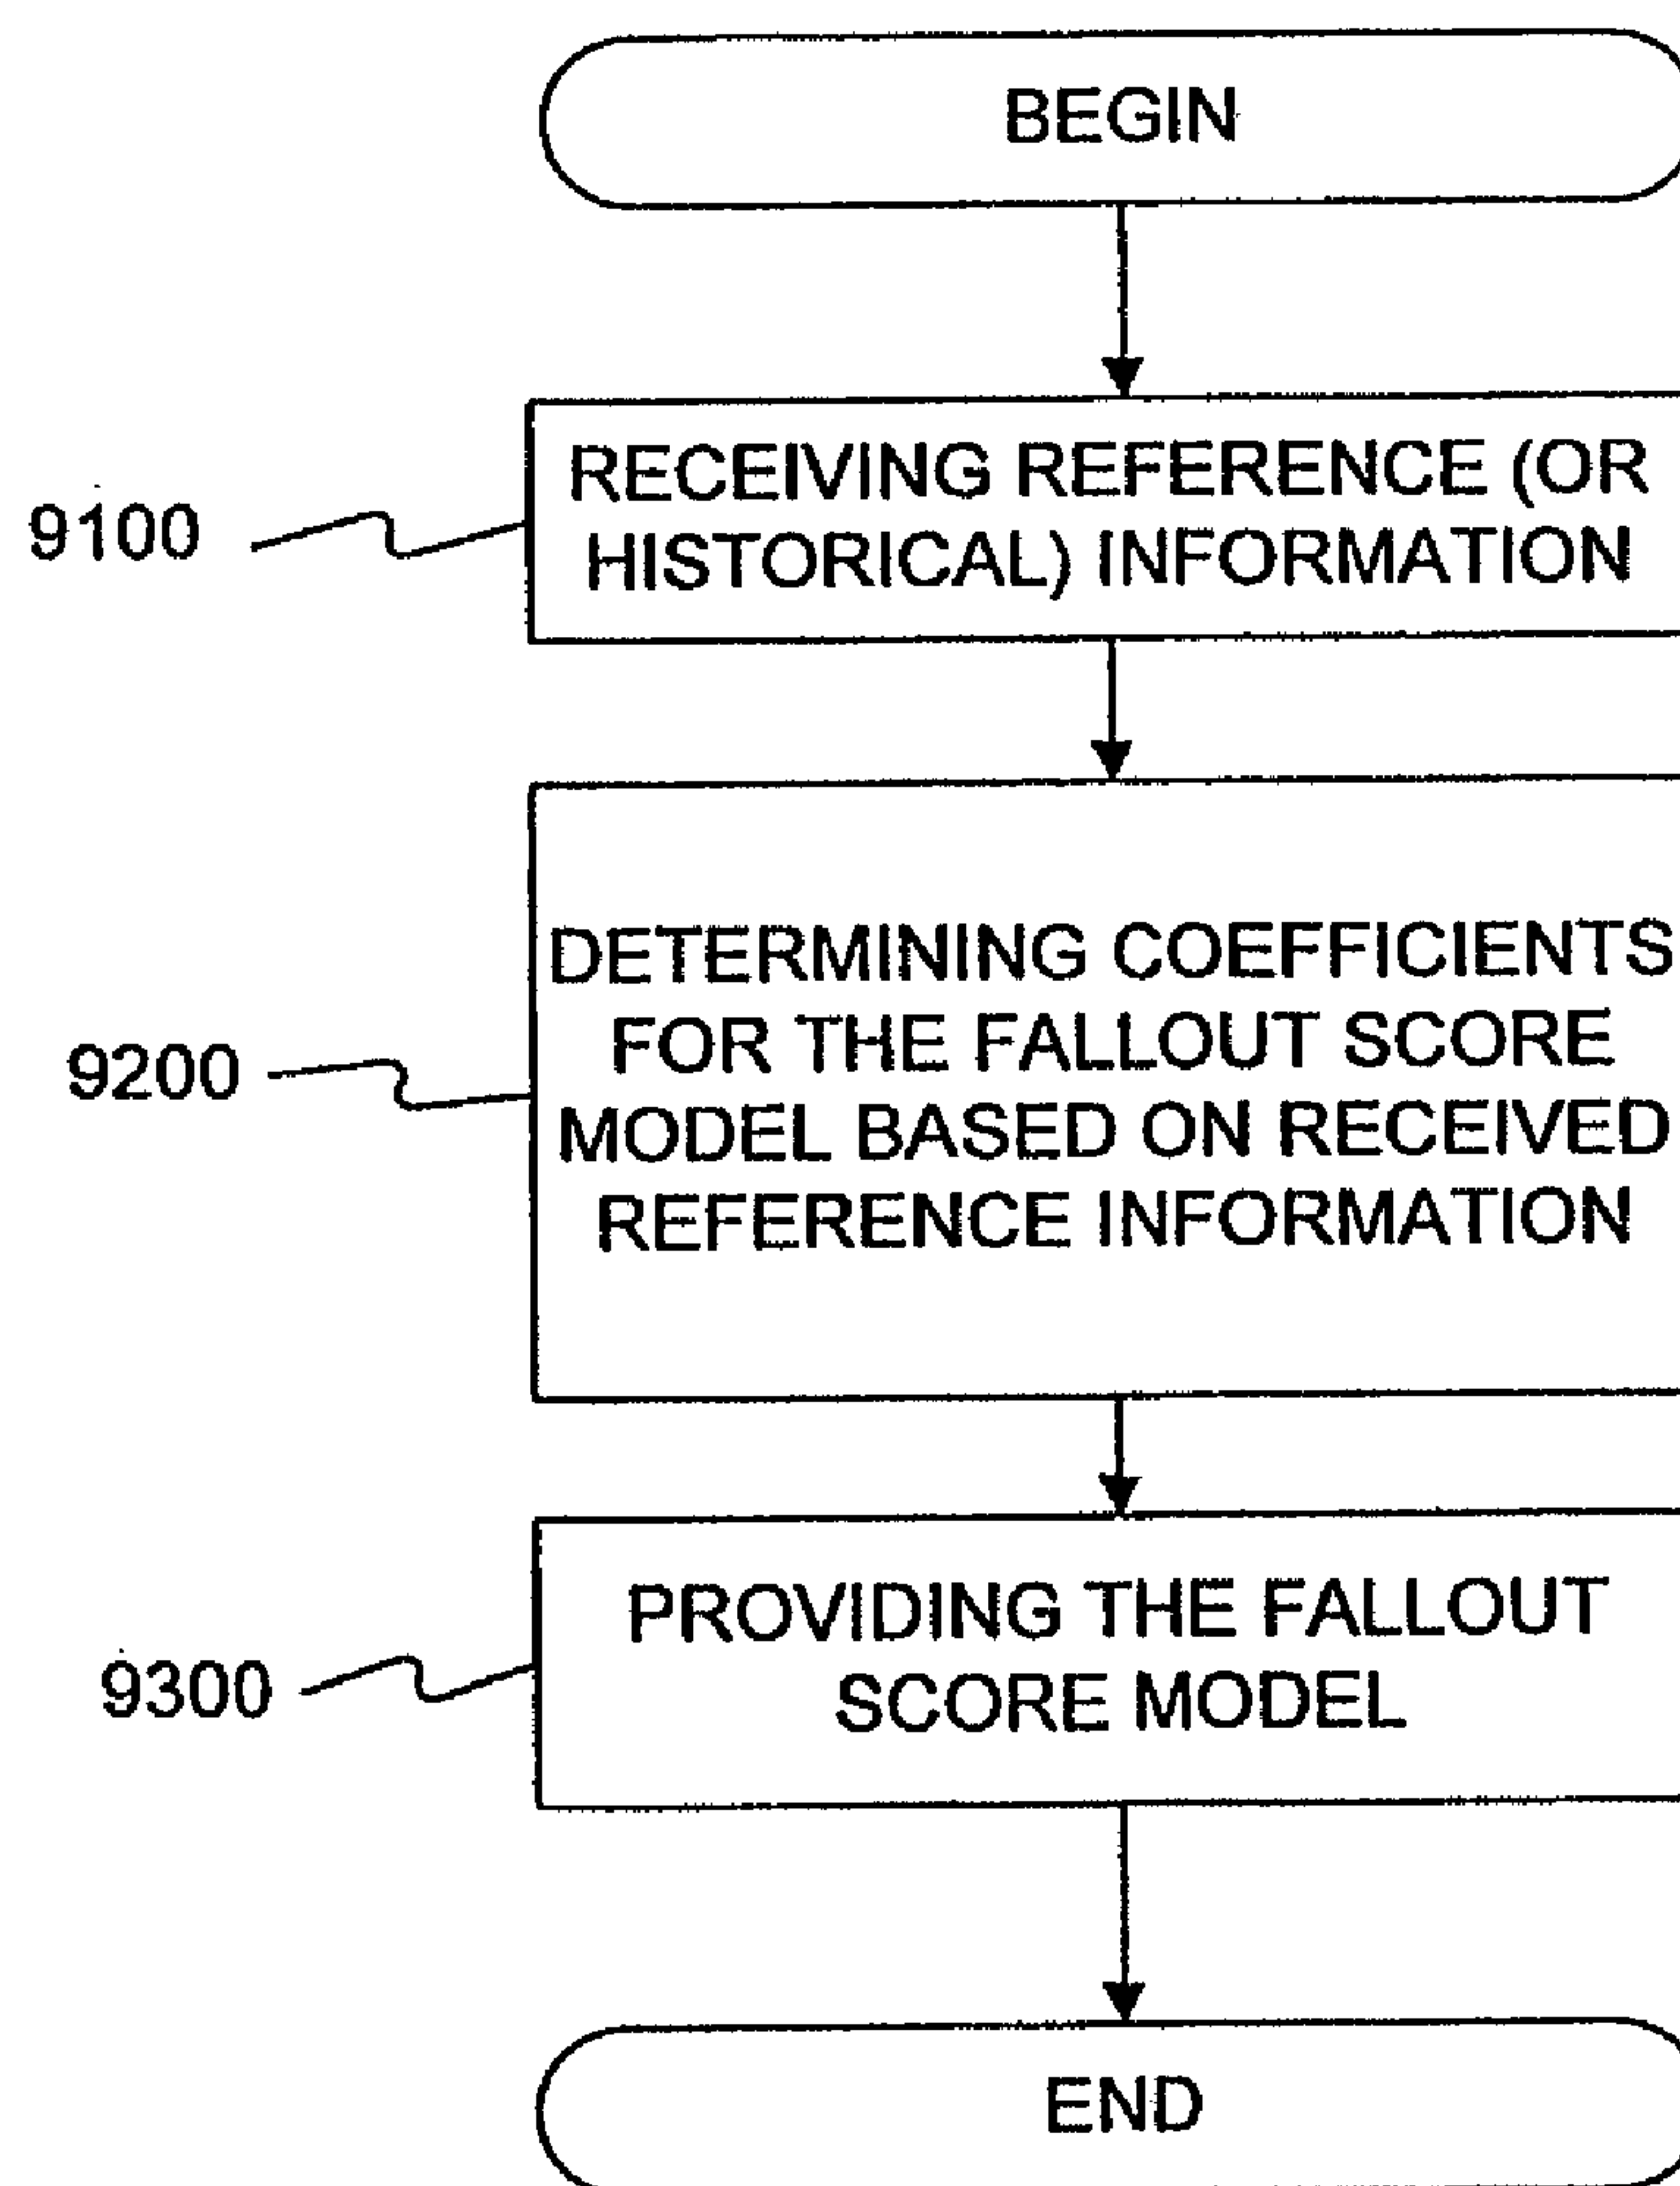 BEGIN
9100
RECEIVING REFERENCE (OR
HISTORICAL) INFORMATION
9200
DETERMINING COEFFICIENTS
FOR THE FALLOUT SCORE
MODEL BASED ON RECEIVED
REFERENCE INFORMATION
9300
PROVIDING THE FALLOUT
SCORE MODEL
END